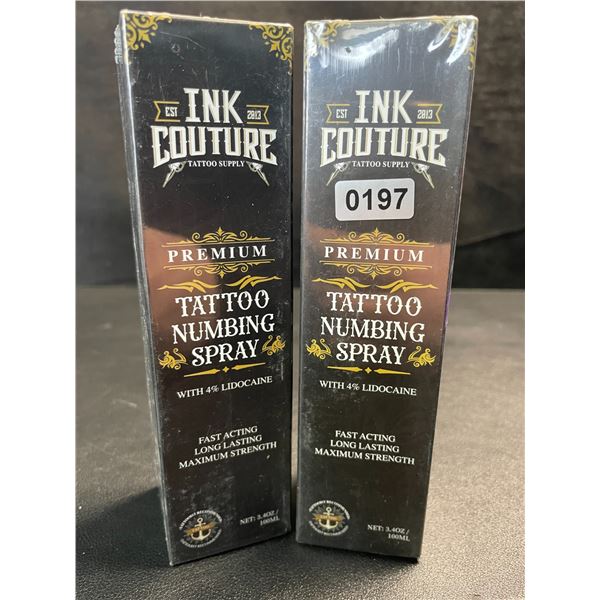 EST INK 2013
COUTURE
TATTOO SUPPLY
PREMIUM
TATTOO
NUMBING
SPRAY
WITH 4% LIDOCAINE
FAST ACTING
LONG LASTING
MAXIMUM STRENGTH
NET: 3.4OZ /
100ML
EST INK 2013
COUTURE
TATTOO SUPPLY
0197
PREMIUM
TATTOO
NUMBING
SPRAY
WITH 4% LIDOCAINE
FAST ACTING
LONG LASTING
MAXIMUM STRENGTH
NET: 3.4OZ /
100ML